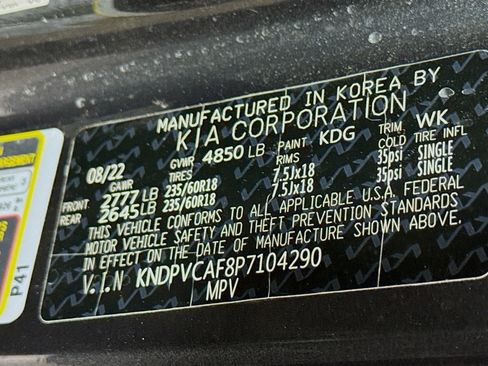 MANUFACTURED IN KOREA BY
KIA CORPORATION
08/22 GVWR 4850 LB PAINT KDG TRIM WK
GAWR TIRES RIMS COLD TIRE INFL
FRONT 2777 LB 235/60R18 7.5Jx18 35psi SINGLE
REAR 2645LB 235/60R18 7.5Jx18 35psi SINGLE
THIS VEHICLE CONFORMS TO ALL APPLICABLE U.S.A. FEDERAL
MOTOR VEHICLE SAFETY AND THEFT PREVENTION STANDARDS
IN EFFECT ON THE DATE OF MANUFACTURE SHOWN ABOVE.
V.I.N KNDPVCAF8P7104290
MPV
P41